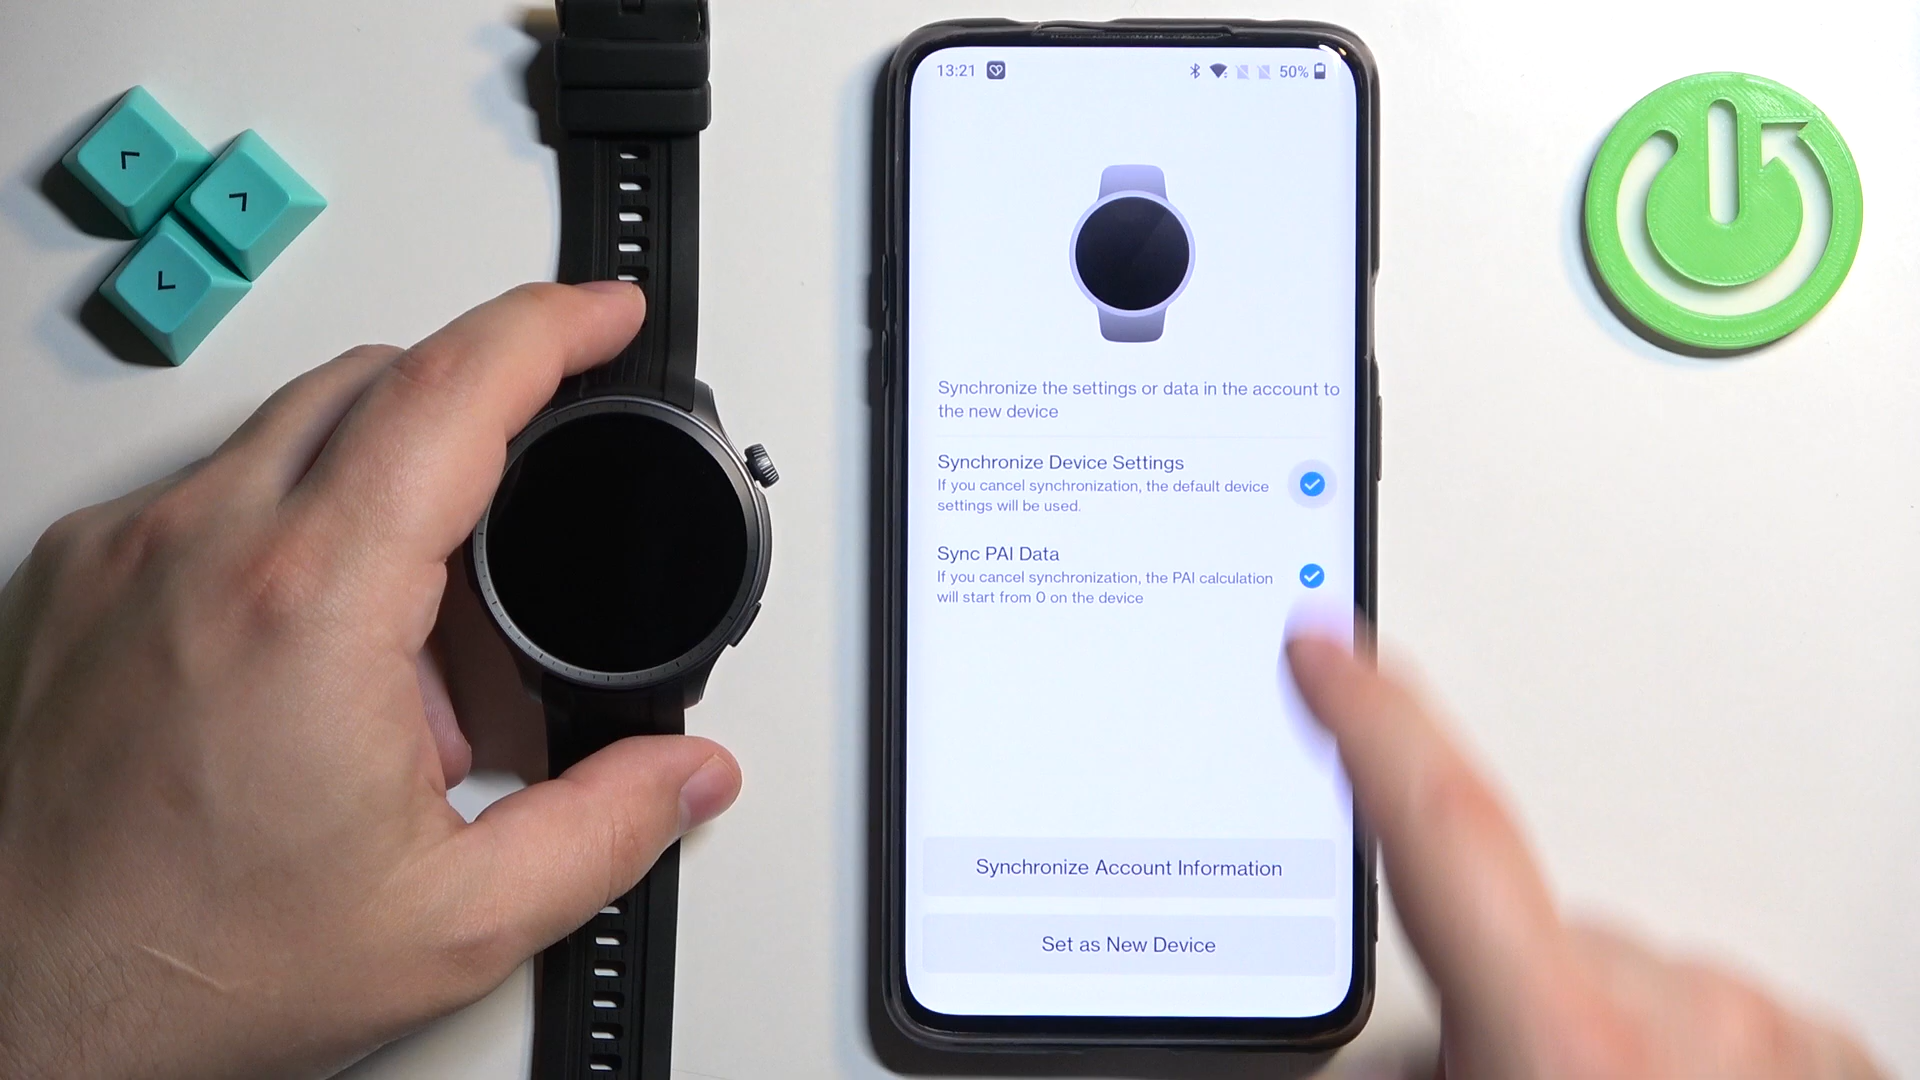 13:21
50%
Synchronize the settings or data in the account to
the new device
Synchronize Device Settings
If you cancel synchronization, the default device
settings will be used.
Sync PAI Data
If you cancel synchronization, the PAI calculation
will start from 0 on the device
Synchronize Account Information
Set as New Device